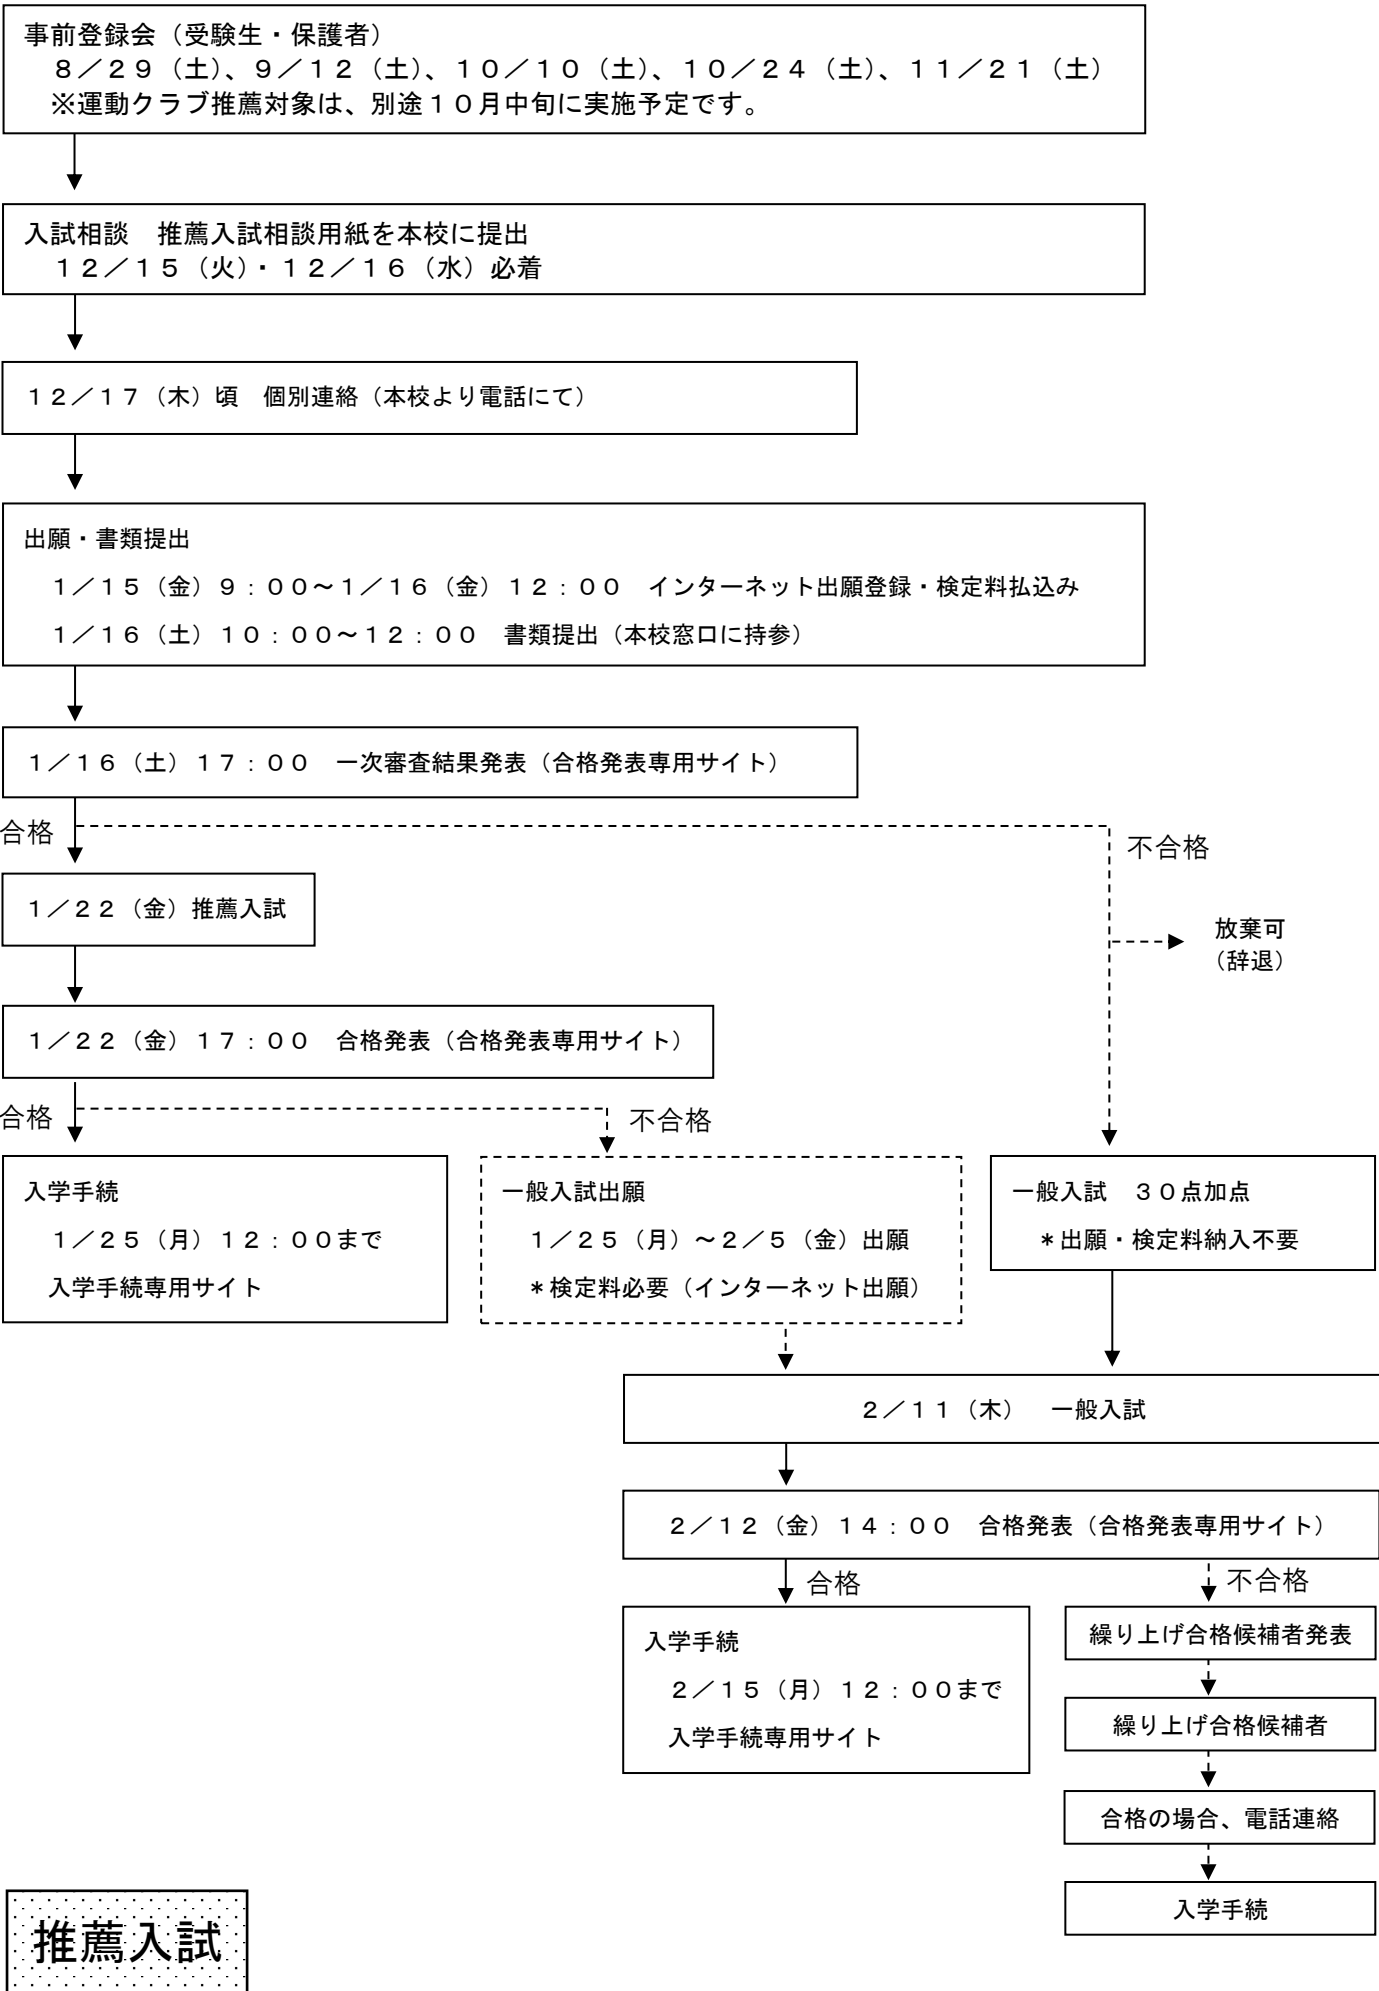 事前登録会（受験生・保護者）
８／２９（土）、９／１２（土）、１０／１０（土）、１０／２４（土）、１１／２１（土）
※運動クラブ推薦対象は、別途１０月中旬に実施予定です。
入試相談　推薦入試相談用紙を本校に提出
１２／１５（火）・１２／１６（水）必着
１２／１７（木）頃　個別連絡（本校より電話にて）
出願・書類提出
１／１５（金）９：００～１／１６（金）１２：００　インターネット出願登録・検定料払込み
１／１６（土）１０：００～１２：００　書類提出（本校窓口に持参）
１／１６（土）１７：００　一次審査結果発表（合格発表専用サイト）
合格
不合格
１／２２（金）推薦入試
放棄可
（辞退）
１／２２（金）１７：００　合格発表（合格発表専用サイト）
合格
不合格
入学手続
１／２５（月）１２：００まで
入学手続専用サイト
一般入試出願
１／２５（月）～２／５（金）出願
＊検定料必要（インターネット出願）
一般入試　３０点加点
＊出願・検定料納入不要
２／１１（木）　一般入試
２／１２（金）１４：００　合格発表（合格発表専用サイト）
合格
不合格
入学手続
２／１５（月）１２：００まで
入学手続専用サイト
繰り上げ合格候補者発表
繰り上げ合格候補者
合格の場合、電話連絡
入学手続
推薦入試